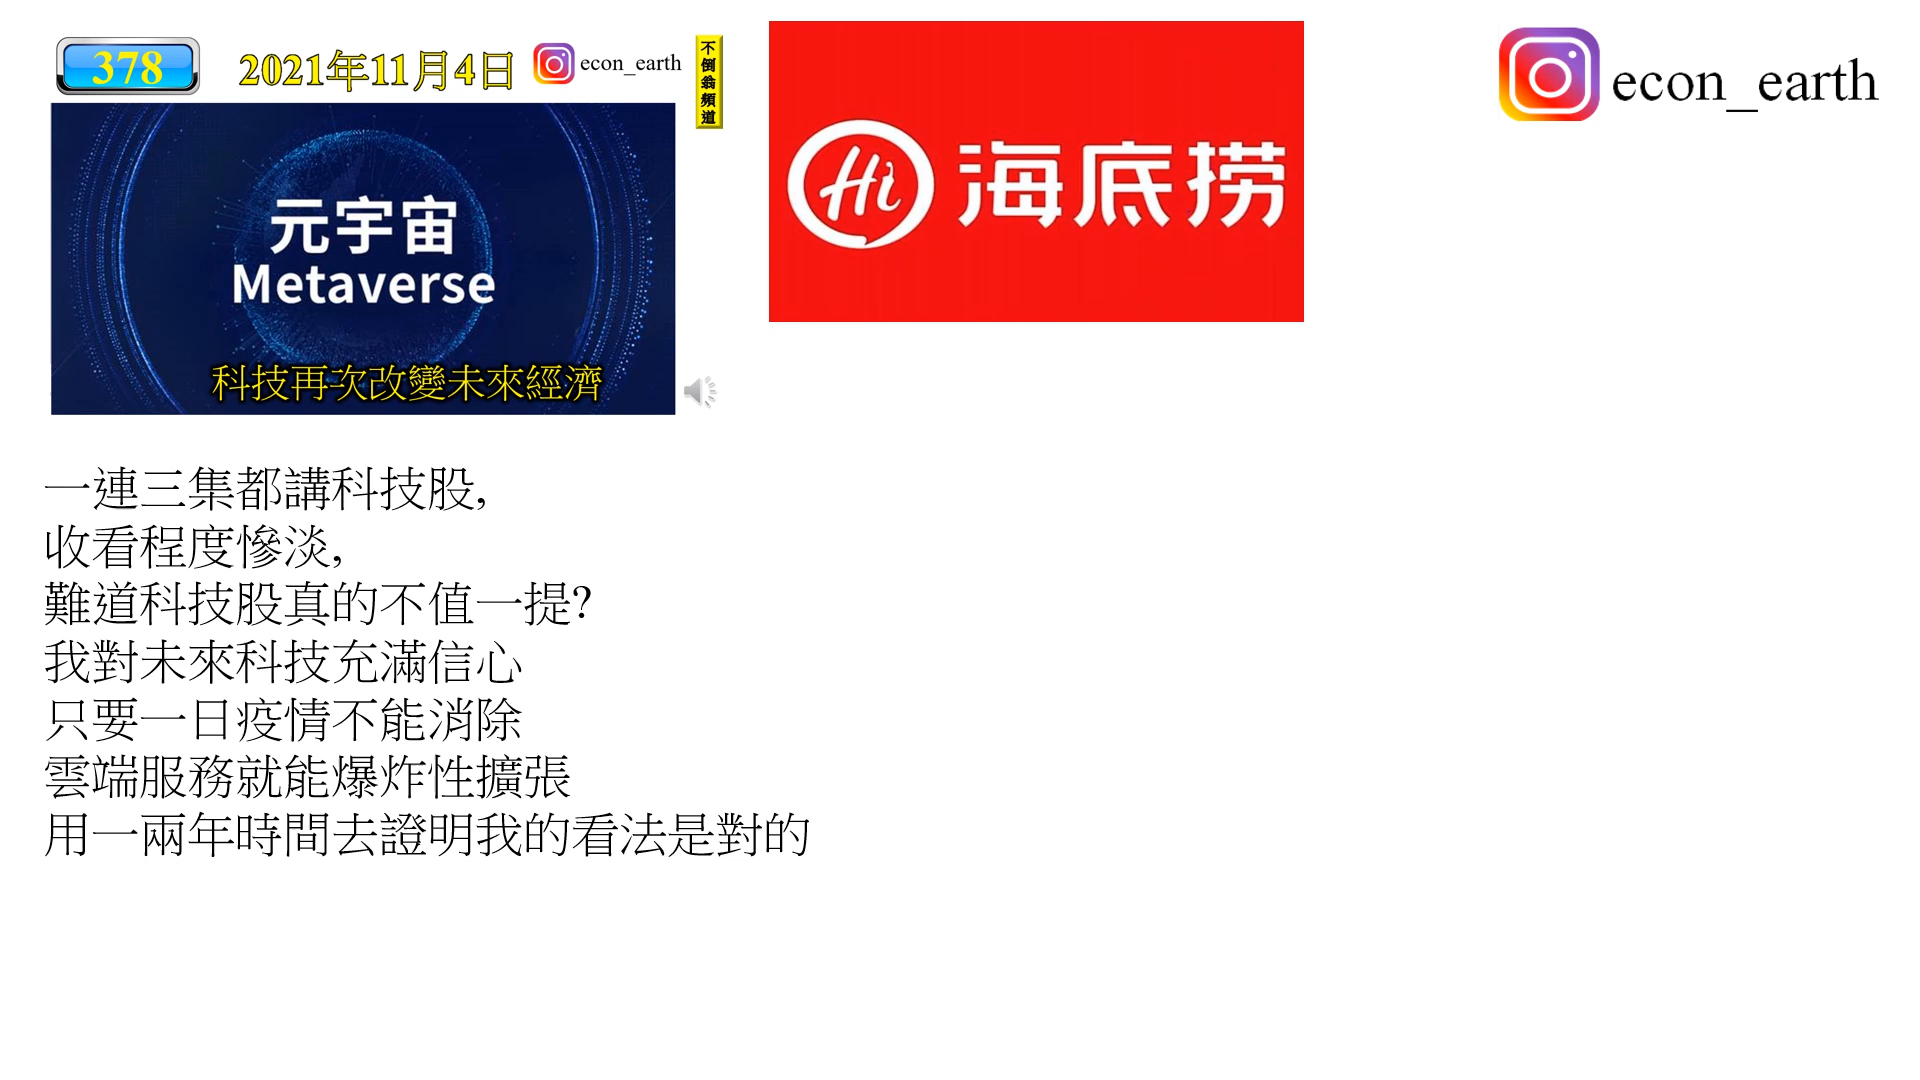 378
2021年11月4日
econ_earth
不倒翁頻道
元宇宙
Metaverse
科技再次改變未來經濟
Hi 海底捞
econ_earth
一連三集都講科技股,
收看程度慘淡,
難道科技股真的不值一提?
我對未來科技充滿信心
只要一日疫情不能消除
雲端服務就能爆炸性擴張
用一兩年時間去證明我的看法是對的